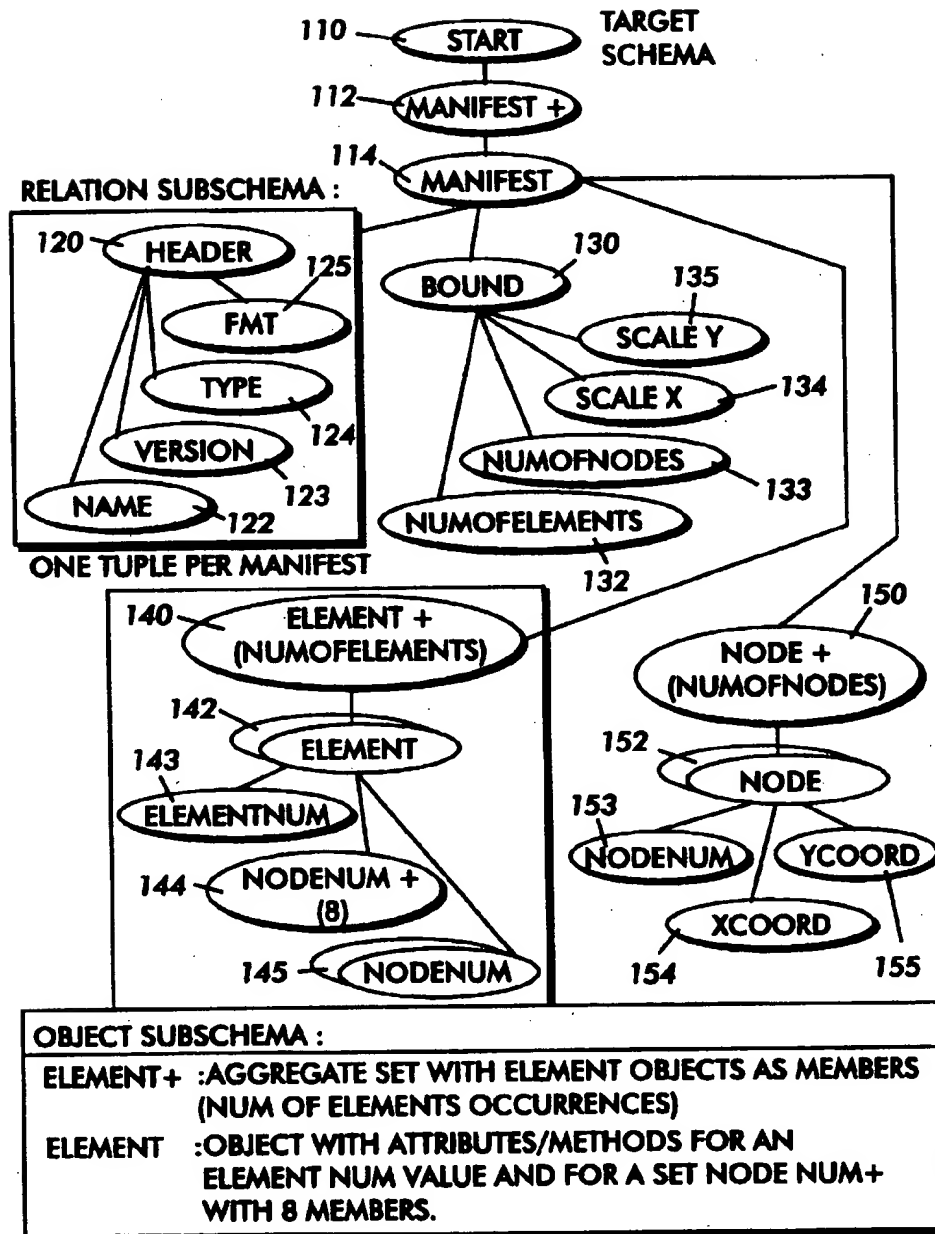 110
START
TARGET
SCHEMA
112
MANIFEST +
114
MANIFEST
RELATION SUBSCHEMA :
120
HEADER
125
FMT
TYPE
124
VERSION
123
NAME
122
ONE TUPLE PER MANIFEST
130
BOUND
135
SCALE Y
SCALE X
134
NUMOFNODES
133
NUMOFELEMENTS
132
140
ELEMENT +
(NUMOFELEMENTS)
142
ELEMENT
143
ELEMENTNUM
144
NODENUM +
(8)
145
NODENUM
150
NODE +
(NUMOFNODES)
152
NODE
153
NODENUM
YCOORD
XCOORD
154
155
OBJECT SUBSCHEMA :
ELEMENT+ :AGGREGATE SET WITH ELEMENT OBJECTS AS MEMBERS
(NUM OF ELEMENTS OCCURRENCES)
ELEMENT :OBJECT WITH ATTRIBUTES/METHODS FOR AN
ELEMENT NUM VALUE AND FOR A SET NODE NUM+
WITH 8 MEMBERS.